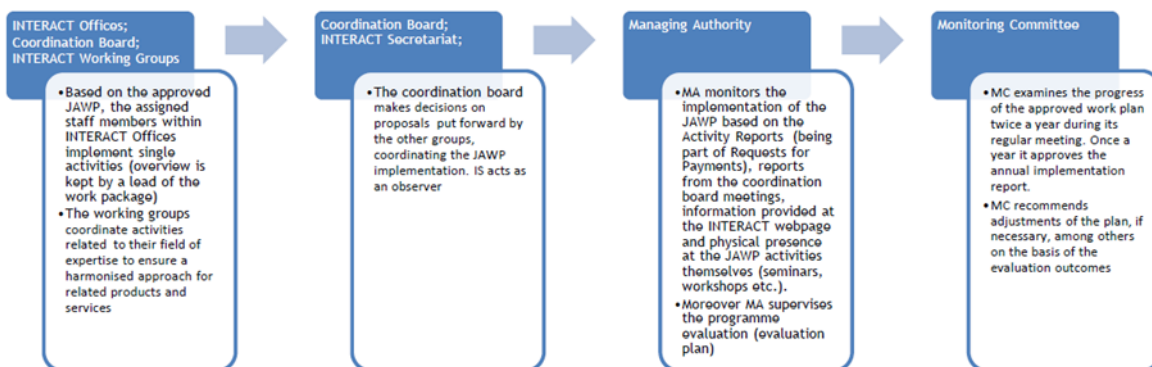 INTERACT Offices;
Coordination Board;
INTERACT Working Groups
•Based on the approved
JAWP, the assigned
staff members within
INTERACT Offices
implement single
activities (overview is
kept by a lead of the
work package)
•The working groups
coordinate activities
related to their field of
expertise to ensure a
harmonised approach for
related products and
services
Coordination Board;
INTERACT Secretariat;
•The coordination board
makes decisions on
proposals put forward by
the other groups,
coordinating the JAWP
implementation. IS acts as
an observer
Managing Authority
•MA monitors the
implementation of the
JAWP based on the
Activity Reports (being
part of Requests for
Payments), reports
from the coordination
board meetings,
information provided at
the INTERACT webpage
and physical presence
at the JAWP activities
themselves (seminars,
workshops etc.).
•Moreover MA supervises
the programme
evaluation (evaluation
plan)
Monitoring Committee
•MC examines the progress
of the approved work plan
twice a year during its
regular meeting. Once a
year it approves the
annual implementation
report.
•MC recommends
adjustments of the plan, if
necessary, among others
on the basis of the
evaluation outcomes